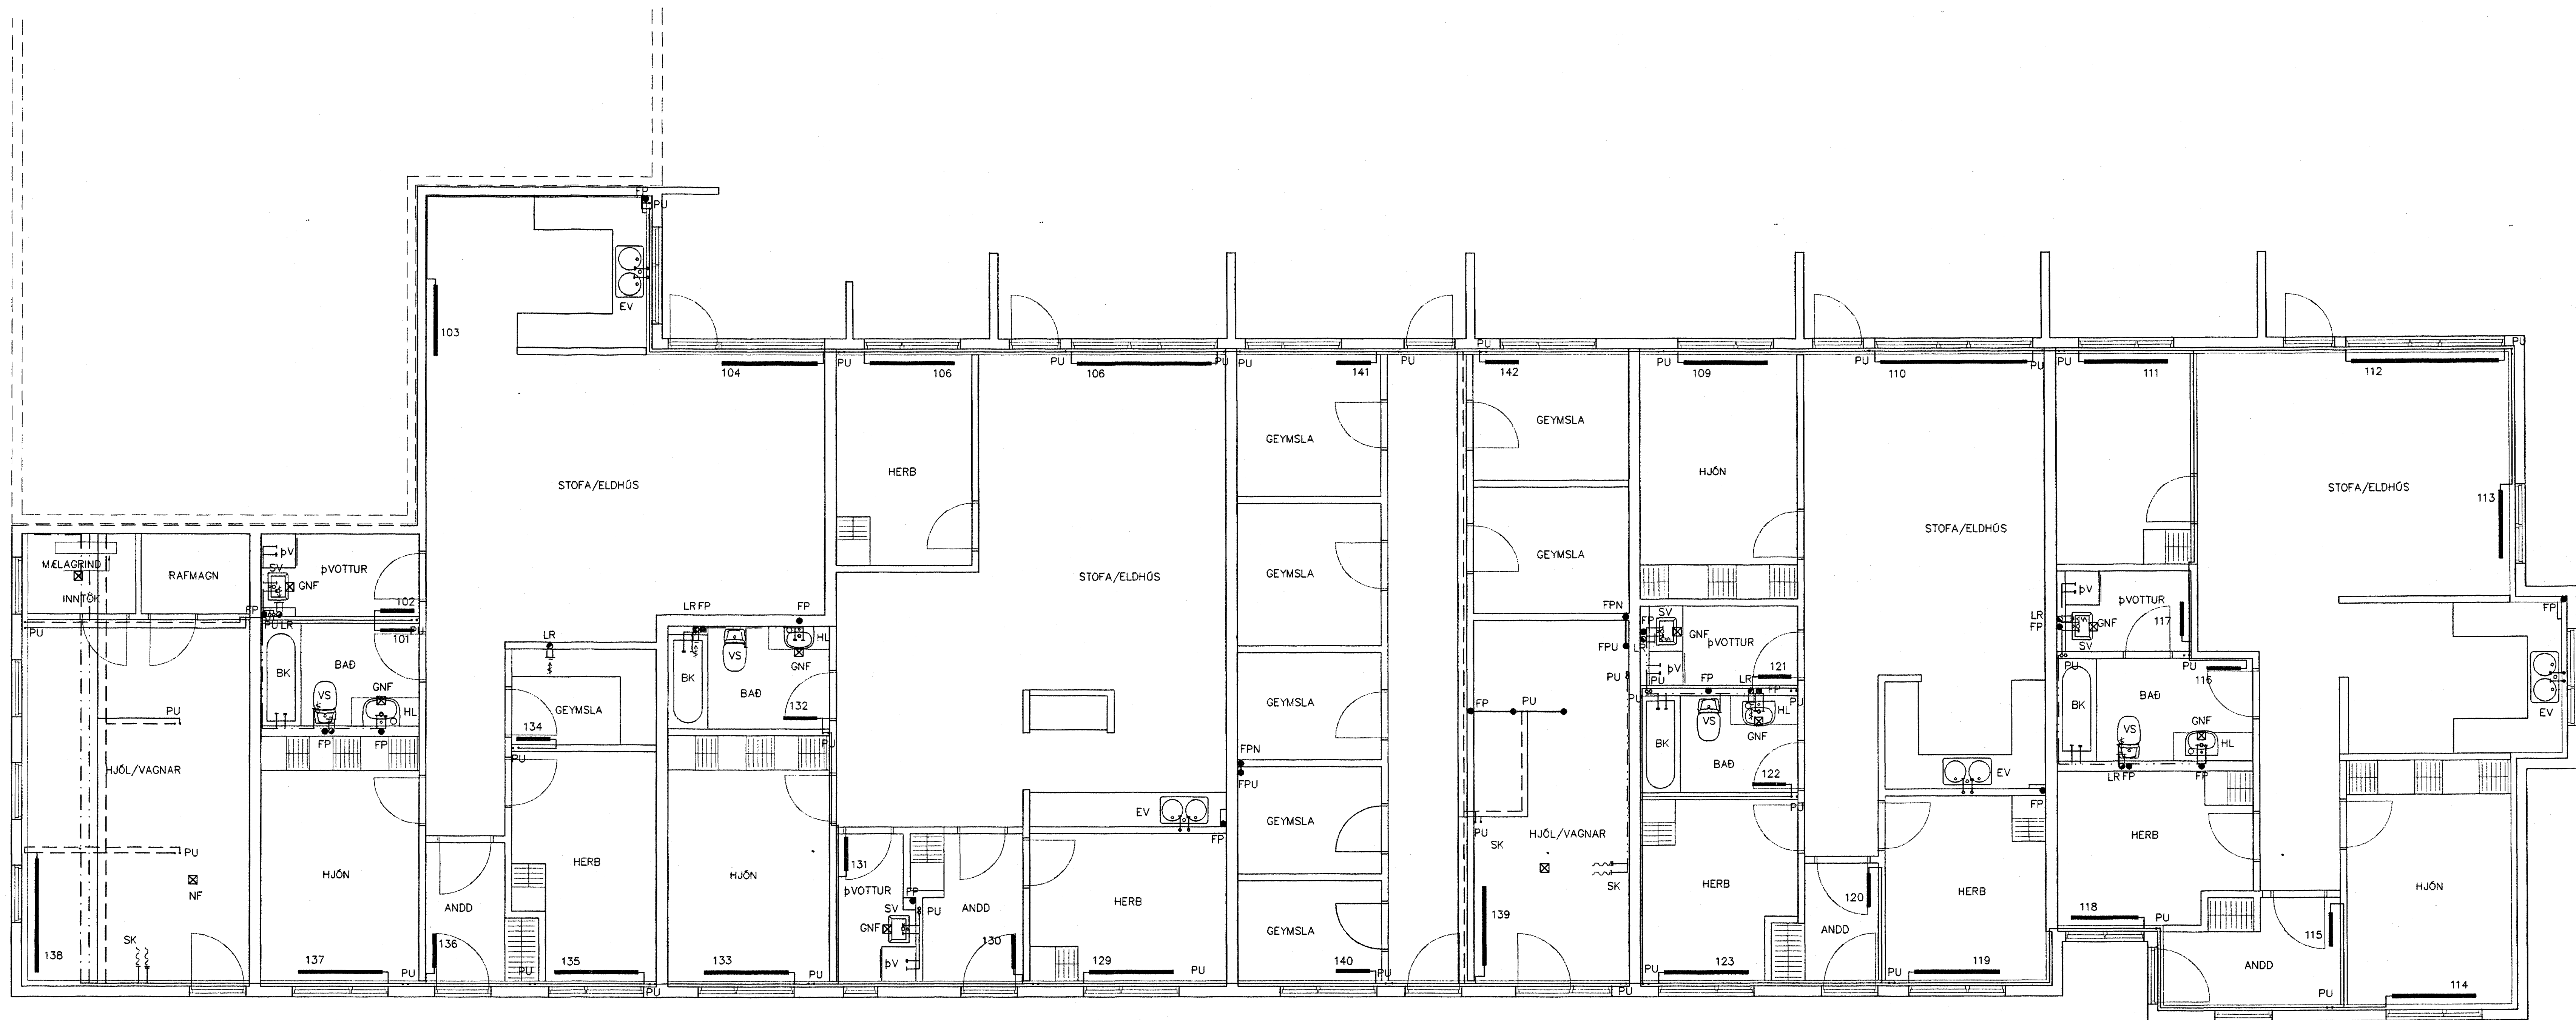 FP
PU
EV
103
104
PU
106
PU
106
PU
PU
141
PU
PU
142
PU
109
PU
110
PU
PU
111
112
PU
STOFA/ELDHÚS
HERB
GEYMSLA
GEYMSLA
HJÓN
STOFA/ELDHÚS
STOFA/ELDHÚS
113
MÆLAGRIND
INNTÖK
RAFMAGN
ÞV
SV
GNF
ÞVOTTUR
102
FP
PU LR
PU
101
PU
STOFA/ELDHÚS
GEYMSLA
GEYMSLA
BK
BAÐ
VS
GNF
HL
FP
FP
LR
GEYMSLA
134
PU
LR FP
FP
BK
VS
HL
GNF
BAÐ
132
PU
GEYMSLA
FPN
FPU
FPN
FPU
PU
SV
FP
LR
GNF
ÞVOTTUR
ÞV
121
PU
FP
LR
FP
PU
BK
VS
HL
GNF
BAÐ
122
PU
ÞV
ÞVOTTUR
LR
FP
GNF
SV
117
PU
PU
116
BK
BAÐ
VS
GNF
HL
LR FP
FP
FP
EV
PU
HJÓL/VAGNAR
PU
NF
SK
138
HJÓN
137
PU
ANDD
136
HERB
PU
135
PU
HJÓN
133
PU
131
ÞVOTTUR
FP
SV
PU
GNF
ÞV
ANDD
130
EV
FP
HERB
129
PU
GEYMSLA
GEYMSLA
140
PU
FP
PU
PU
SK
HJÓL/VAGNAR
SK
139
PU
HERB
123
120
ANDD
EV
FP
HERB
PU
119
HERB
118
PU
115
ANDD
PU
HJÓN
114